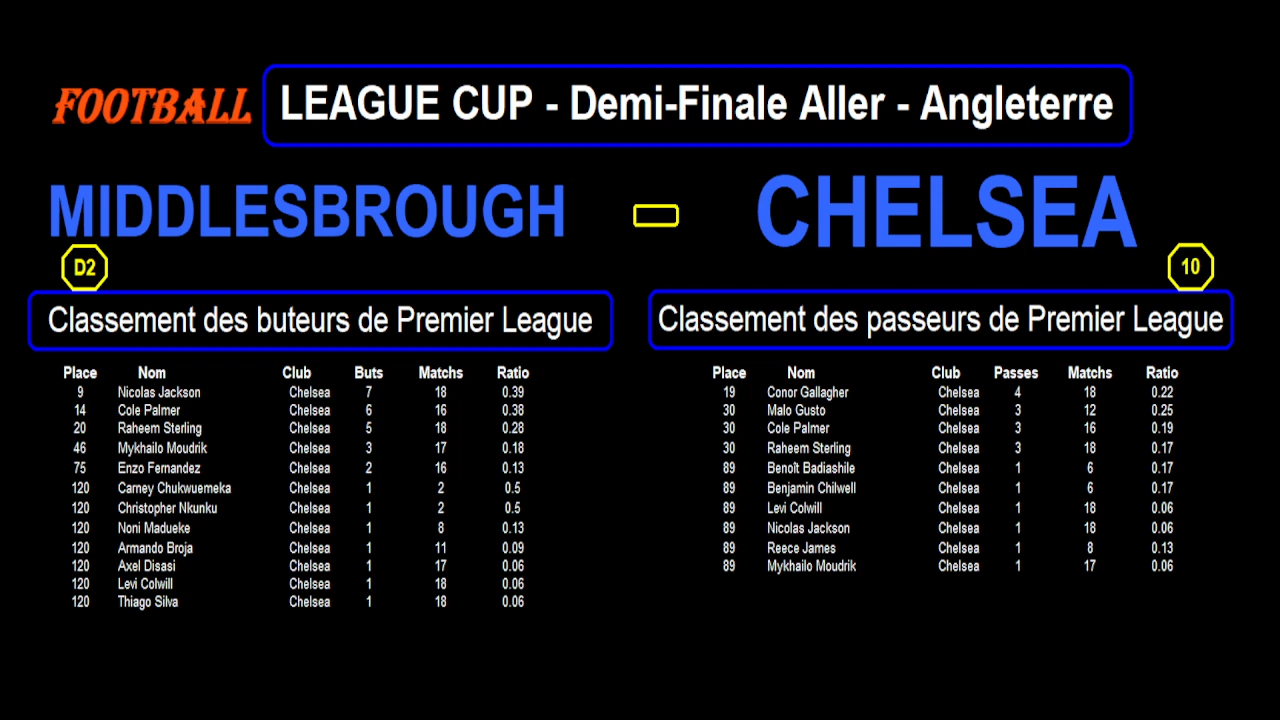 FOOTBALL LEAGUE CUP - Demi-Finale Aller - Angleterre
MIDDLESBROUGH - CHELSEA
D2 10
Classement des buteurs de Premier League
Place Nom Club Buts Matchs Ratio
9 Nicolas Jackson Chelsea 7 18 0.39
14 Cole Palmer Chelsea 6 16 0.38
20 Raheem Sterling Chelsea 5 18 0.28
46 Mykhailo Moudrik Chelsea 3 17 0.18
75 Enzo Fernandez Chelsea 2 16 0.13
120 Carney Chukwuemeka Chelsea 1 2 0.5
120 Christopher Nkunku Chelsea 1 2 0.5
120 Noni Madueke Chelsea 1 8 0.13
120 Armando Broja Chelsea 1 11 0.09
120 Axel Disasi Chelsea 1 17 0.06
120 Levi Colwill Chelsea 1 18 0.06
120 Thiago Silva Chelsea 1 18 0.06
Classement des passeurs de Premier League
Place Nom Club Passes Matchs Ratio
19 Conor Gallagher Chelsea 4 18 0.22
30 Malo Gusto Chelsea 3 12 0.25
30 Cole Palmer Chelsea 3 16 0.19
30 Raheem Sterling Chelsea 3 18 0.17
89 Benoît Badiashile Chelsea 1 6 0.17
89 Benjamin Chilwell Chelsea 1 6 0.17
89 Levi Colwill Chelsea 1 18 0.06
89 Nicolas Jackson Chelsea 1 18 0.06
89 Reece James Chelsea 1 8 0.13
89 Mykhailo Moudrik Chelsea 1 17 0.06